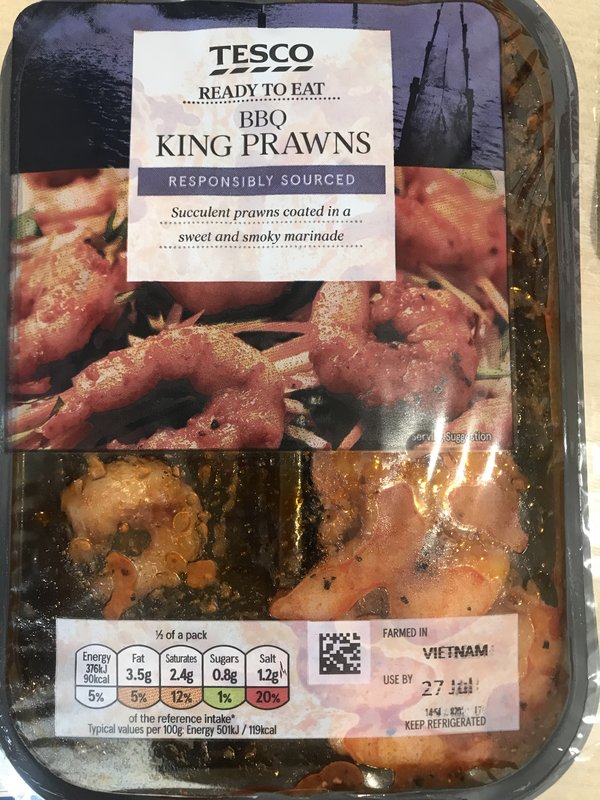 TESCO
READY TO EAT
BBQ
KING PRAWNS
RESPONSIBLY SOURCED
Succulent prawns coated in a
sweet and smoky marinade
Serving Suggestion
½ of a pack
Energy
376kJ
90kcal
5%
Fat
3.5g
5%
Saturates
2.4g
12%
Sugars
0.8g
1%
Salt
1.2g
20%
of the reference intake*
Typical values per 100g: Energy 501kJ / 119kcal
FARMED IN
VIETNAM
USE BY
27 Jul
KEEP REFRIGERATED